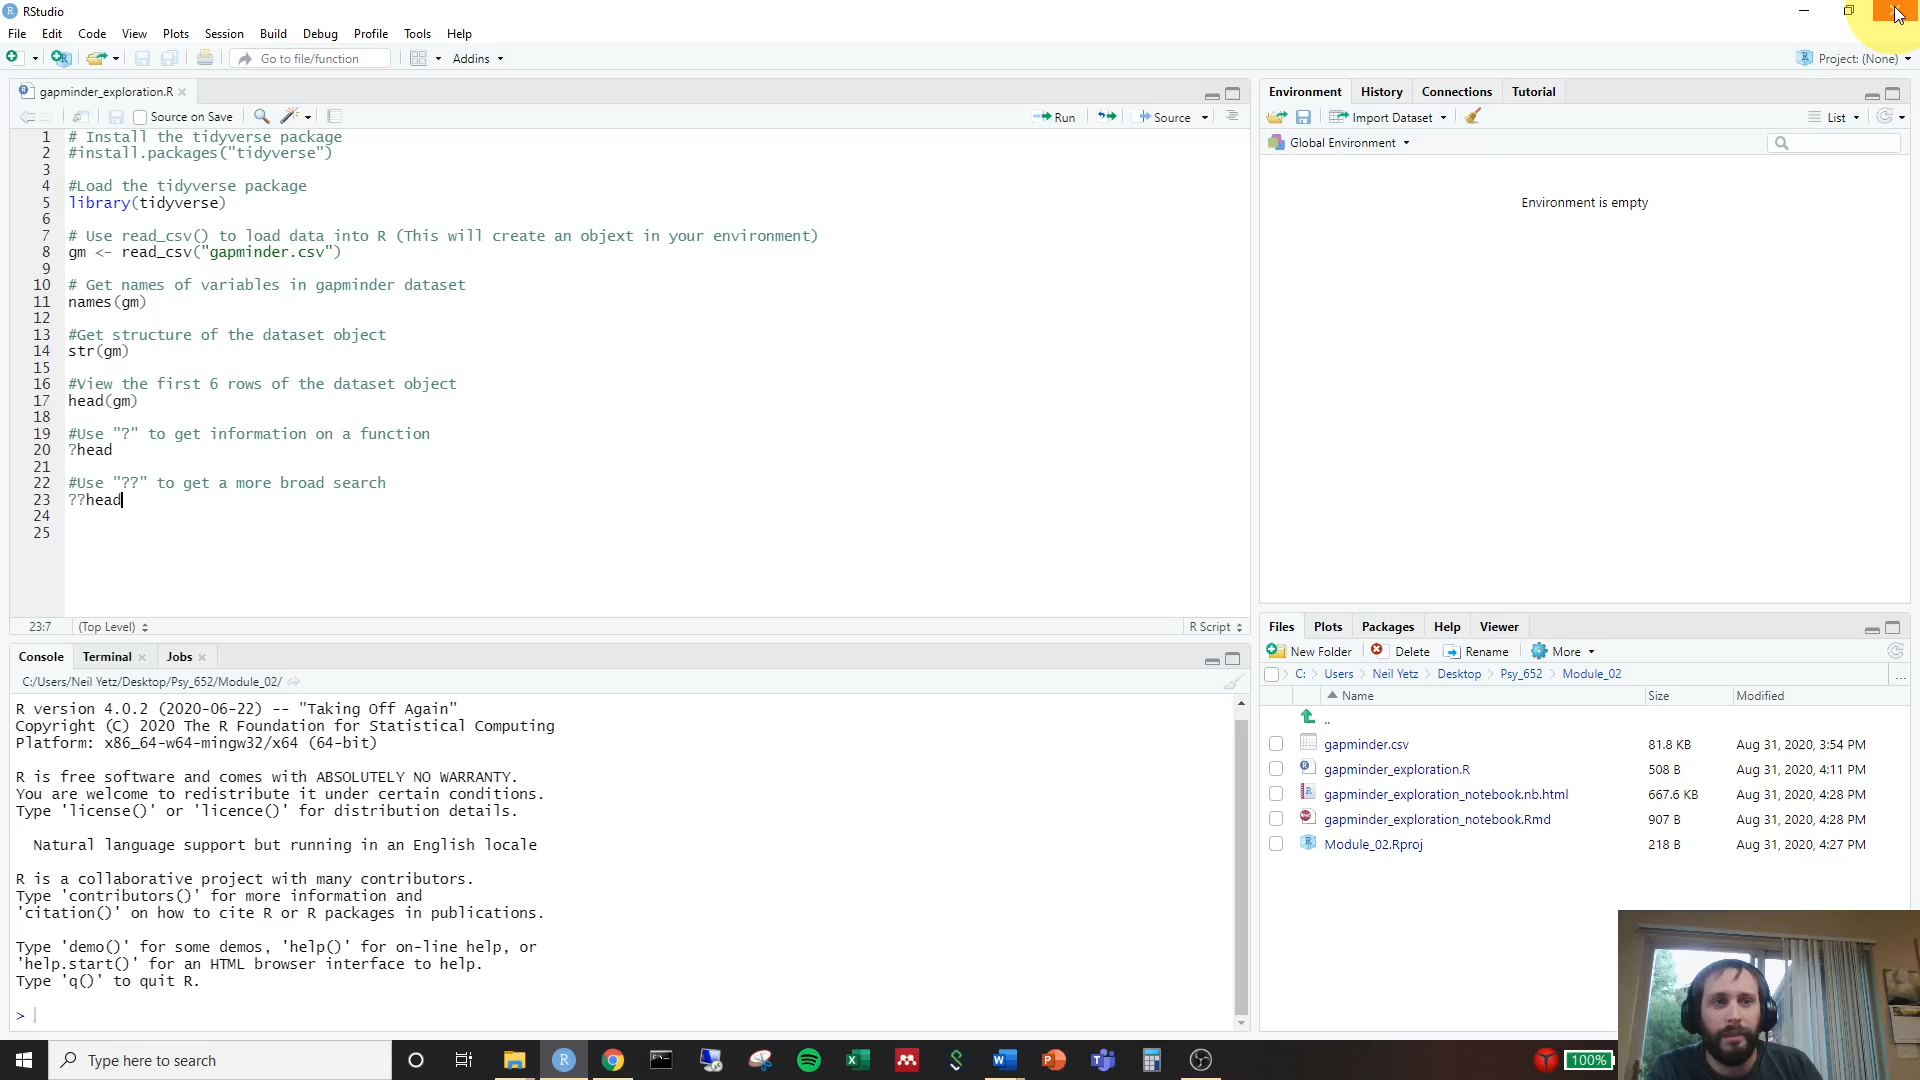 RStudio
File Edit Code View Plots Session Build Debug Profile Tools Help
Go to file/function Addins Project: (None)
gapminder_exploration.R
Source on Save Run Source
1 # Install the tidyverse package
2 #install.packages("tidyverse")
3
4 #Load the tidyverse package
5 library(tidyverse)
6
7 # Use read_csv() to load data into R (This will create an objext in your environment)
8 gm <- read_csv("gapminder.csv")
9
10 # Get names of variables in gapminder dataset
11 names(gm)
12
13 #Get structure of the dataset object
14 str(gm)
15
16 #View the first 6 rows of the dataset object
17 head(gm)
18
19 #Use "?" to get information on a function
20 ?head
21
22 #Use "??" to get a more broad search
23 ??head
24
25
23:7 (Top Level) R Script
Console Terminal Jobs
C:/Users/Neil Yetz/Desktop/Psy_652/Module_02/
R version 4.0.2 (2020-06-22) -- "Taking Off Again"
Copyright (C) 2020 The R Foundation for Statistical Computing
Platform: x86_64-w64-mingw32/x64 (64-bit)
R is free software and comes with ABSOLUTELY NO WARRANTY.
You are welcome to redistribute it under certain conditions.
Type 'license()' or 'licence()' for distribution details.
Natural language support but running in an English locale
R is a collaborative project with many contributors.
Type 'contributors()' for more information and
'citation()' on how to cite R or R packages in publications.
Type 'demo()' for some demos, 'help()' for on-line help, or
'help.start()' for an HTML browser interface to help.
Type 'q()' to quit R.
>
Environment History Connections Tutorial
Import Dataset List
Global Environment
Environment is empty
Files Plots Packages Help Viewer
New Folder Delete Rename More
C: Users Neil Yetz Desktop Psy_652 Module_02 ...
Name Size Modified
..
gapminder.csv 81.8 KB Aug 31, 2020, 3:54 PM
gapminder_exploration.R 508 B Aug 31, 2020, 4:11 PM
gapminder_exploration_notebook.nb.html 667.6 KB Aug 31, 2020, 4:28 PM
gapminder_exploration_notebook.Rmd 907 B Aug 31, 2020, 4:28 PM
Module_02.Rproj 218 B Aug 31, 2020, 4:27 PM
Type here to search
100%